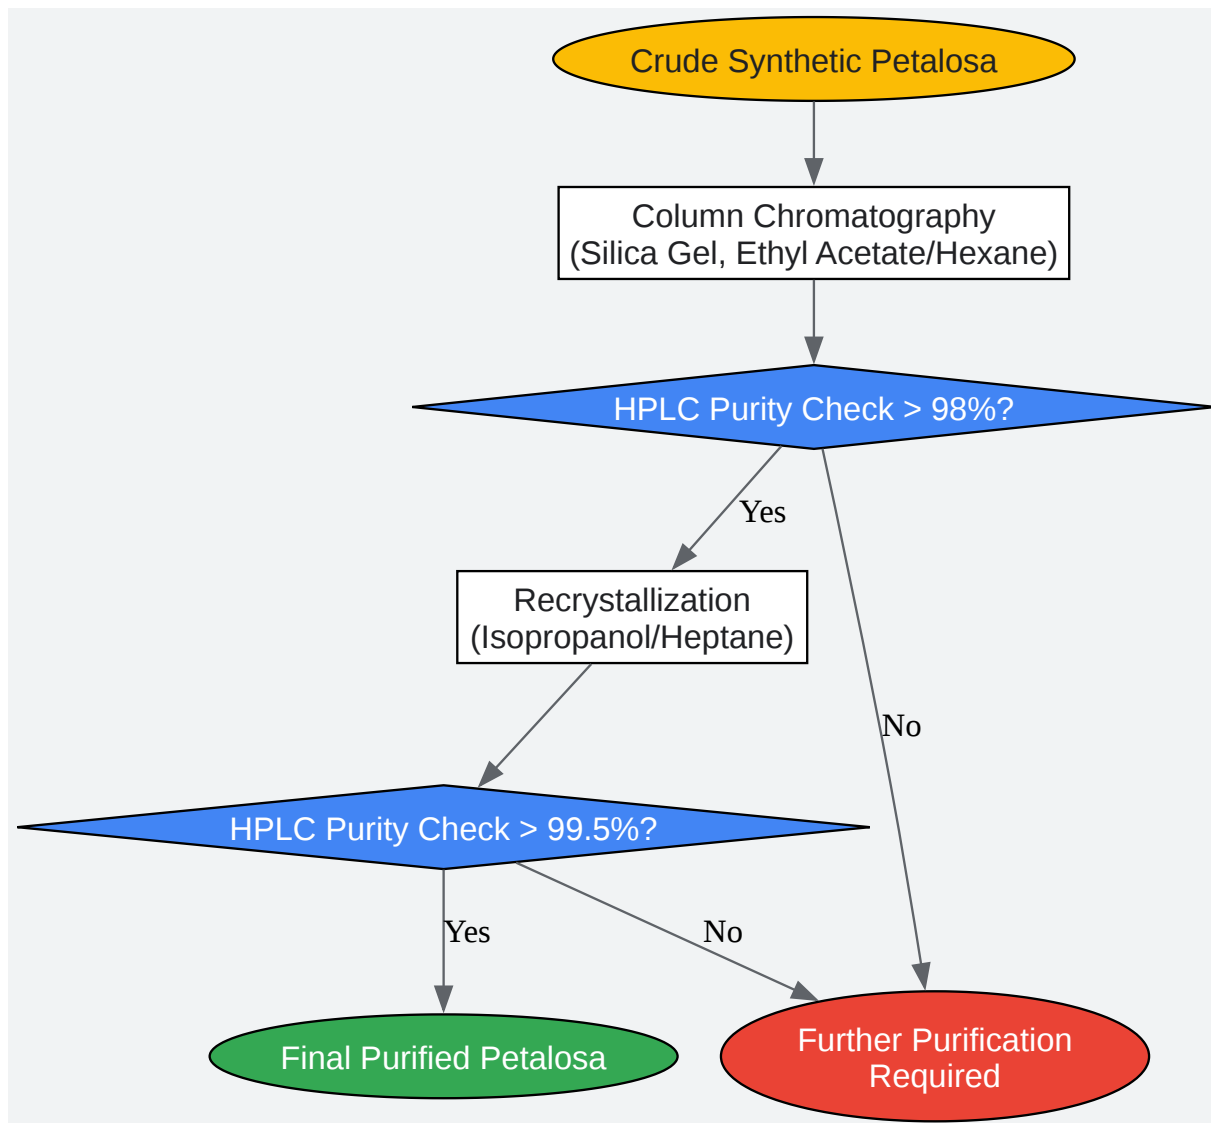 Crude Synthetic Petalosa
Column Chromatography
(Silica Gel, Ethyl Acetate/Hexane)
HPLC Purity Check > 98%?
Yes
Recrystallization
(Isopropanol/Heptane)
No
HPLC Purity Check > 99.5%?
Yes
No
Final Purified Petalosa
Further Purification
Required